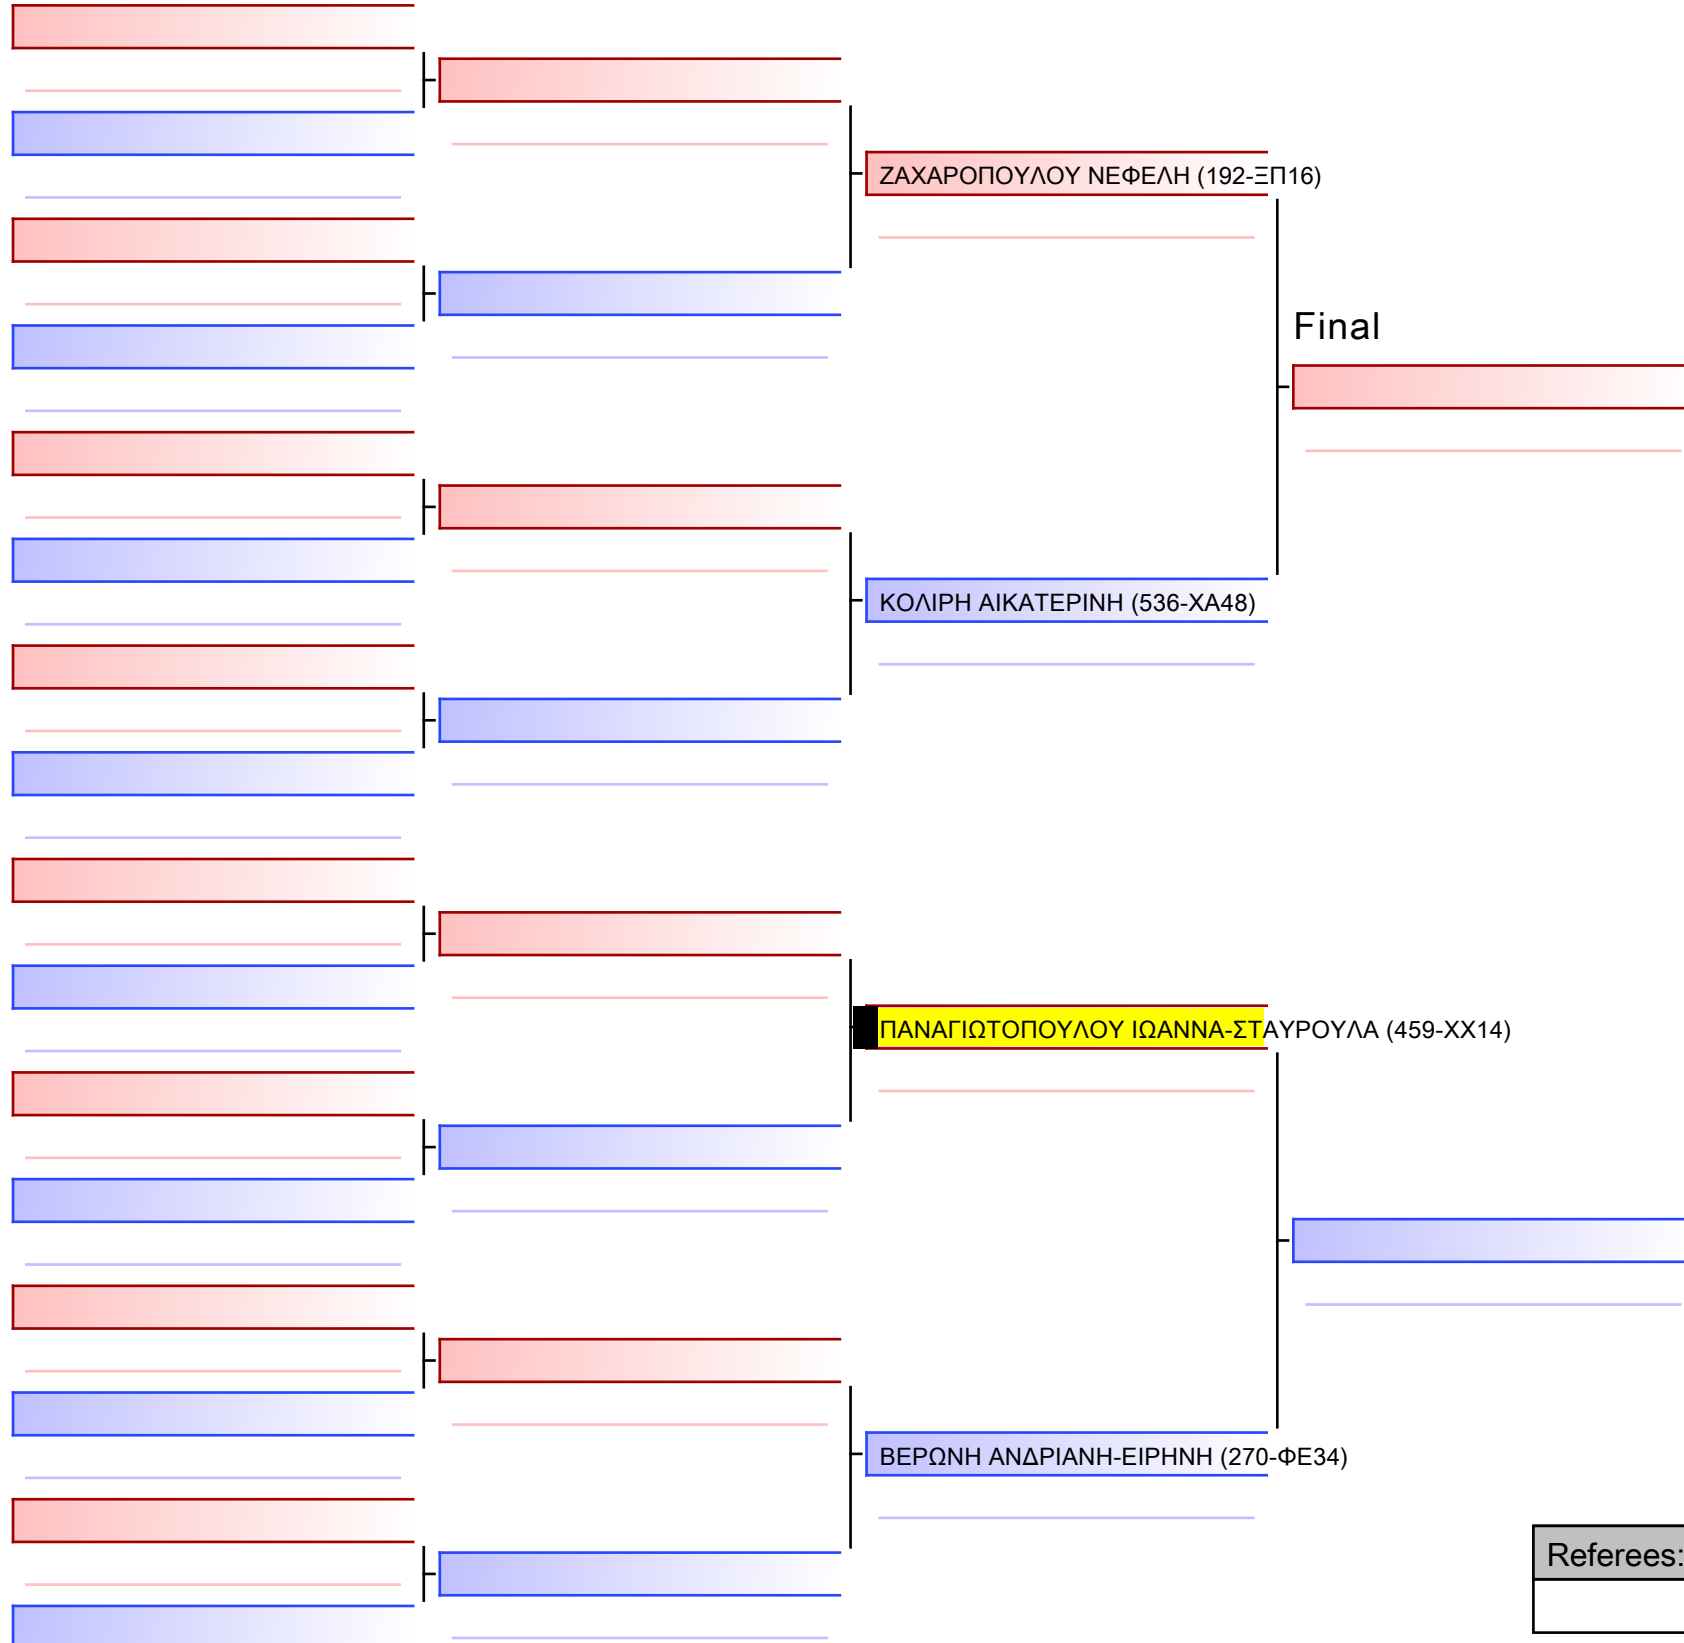 ΖΑΧΑΡΟΠΟΥΛΟΥ ΝΕΦΕΛΗ (192-ΞΠ16)
Final
ΚΟΛΙΡΗ ΑΙΚΑΤΕΡΙΝΗ (536-ΧΑ48)
ΠΑΝΑΓΙΩΤΟΠΟΥΛΟΥ ΙΩΑΝΝΑ-ΣΤΑΥΡΟΥΛΑ (459-ΧΧ14)
ΒΕΡΩΝΗ ΑΝΔΡΙΑΝΗ-ΕΙΡΗΝΗ (270-ΦΕ34)
Referees: